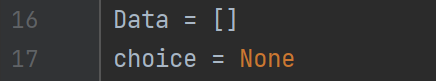 16 Data = []
17 choice = None